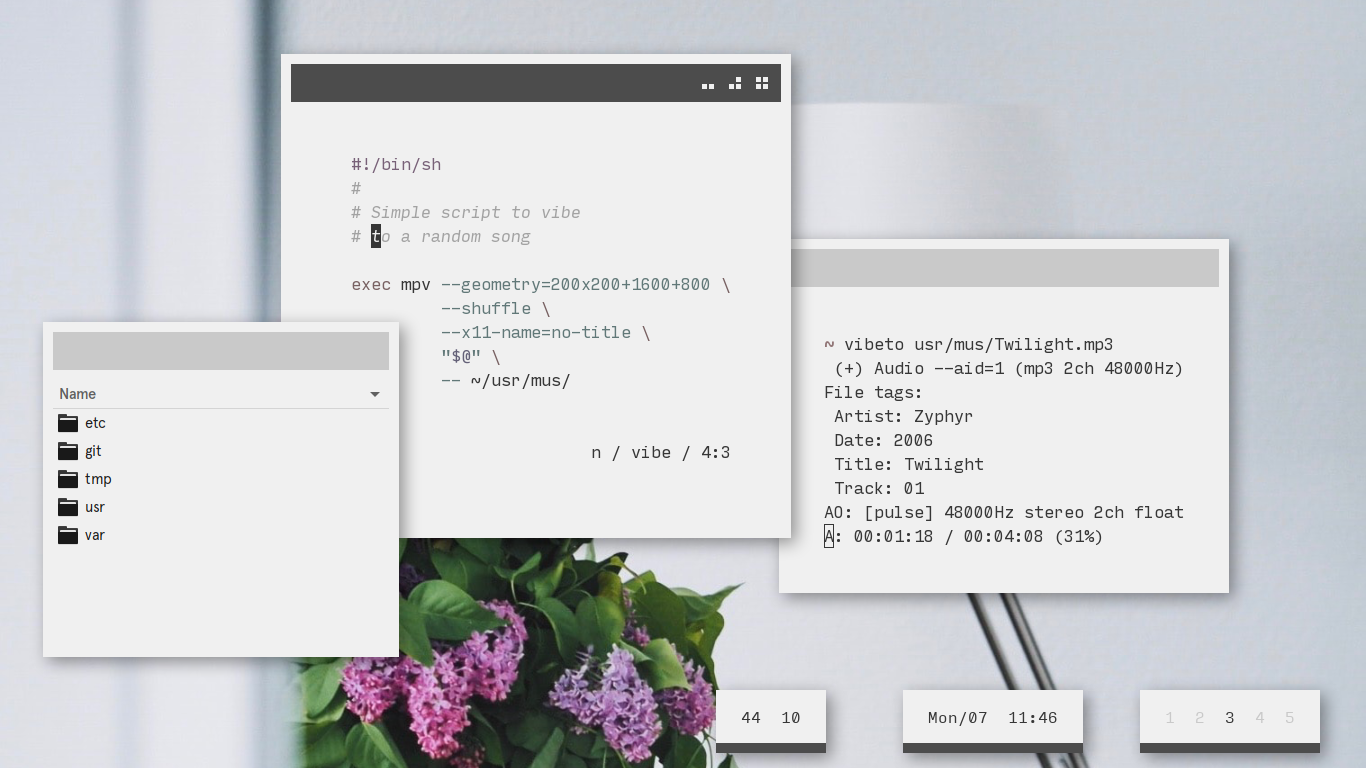 #!/bin/sh
#
# Simple script to vibe
# to a random song
exec mpv --geometry=200x200+1600+800 \
--shuffle \
--x11-name=no-title \
"$@" \
-- ~/usr/mus/
n / vibe / 4:3
Name
etc
git
tmp
usr
var
~ vibeto usr/mus/Twilight.mp3
(+) Audio --aid=1 (mp3 2ch 48000Hz)
File tags:
Artist: Zyphyr
Date: 2006
Title: Twilight
Track: 01
AO: [pulse] 48000Hz stereo 2ch float
A: 00:01:18 / 00:04:08 (31%)
44 10
Mon/07 11:46
1 2 3 4 5